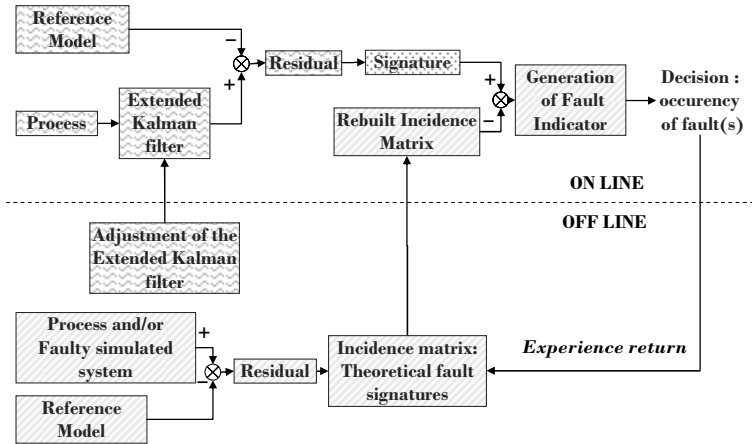 Reference
Model
−
+
Residual
Signature
+
−
Generation
of Fault
Indicator
Decision :
occurency
of fault(s)
Process
Extended
Kalman
filter
Rebuilt Incidence
Matrix
ON LINE
OFF LINE
Adjustment of the
Extended Kalman
filter
Process and/or
Faulty simulated
system
+
−
Residual
Incidence matrix:
Theoretical fault
signatures
Experience return
Reference
Model